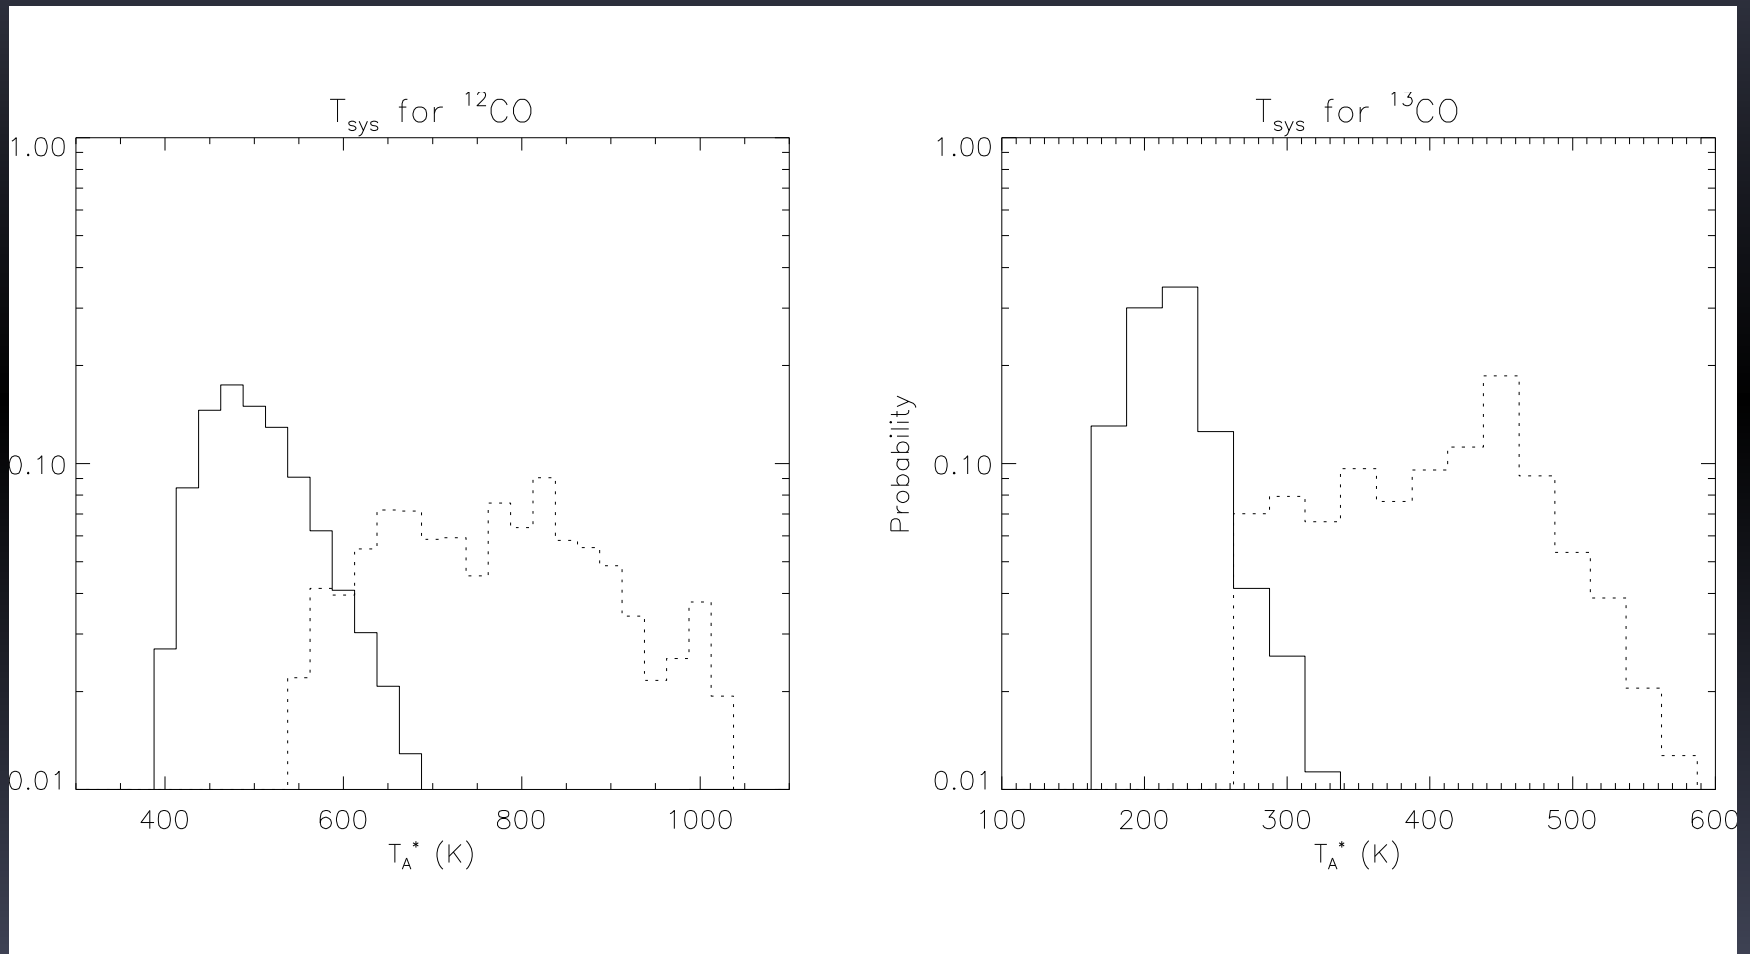 T_sys for ¹²CO
1.00
0.10
0.01
400 600 800 1000
T_A* (K)
T_sys for ¹³CO
Probability
1.00
0.10
0.01
100 200 300 400 500 600
T_A* (K)